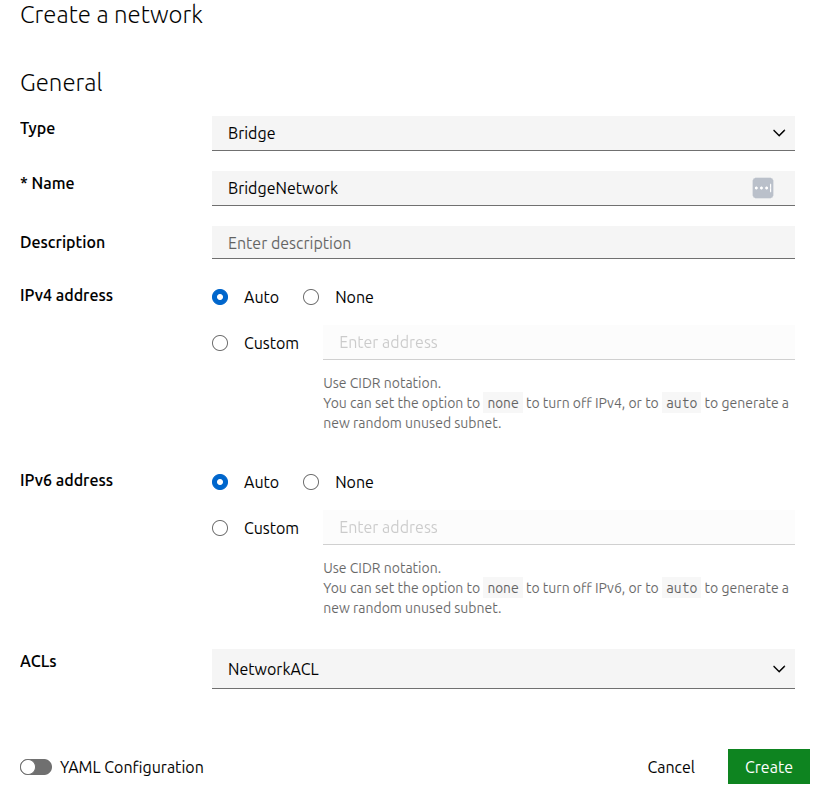 Create a network
General
Type
Bridge
* Name
BridgeNetwork
Description
Enter description
IPv4 address
Auto
None
Custom
Enter address
Use CIDR notation.
You can set the option to none to turn off IPv4, or to auto to generate a
new random unused subnet.
IPv6 address
Auto
None
Custom
Enter address
Use CIDR notation.
You can set the option to none to turn off IPv6, or to auto to generate a
new random unused subnet.
ACLs
NetworkACL
YAML Configuration
Cancel
Create